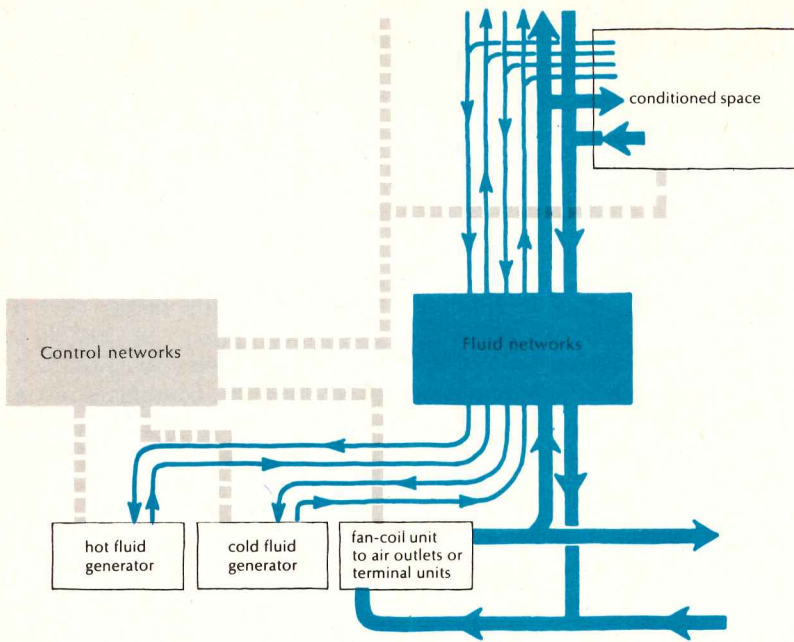 conditioned space
Control networks
Fluid networks
hot fluid
generator
cold fluid
generator
fan-coil unit
to air outlets or
terminal units